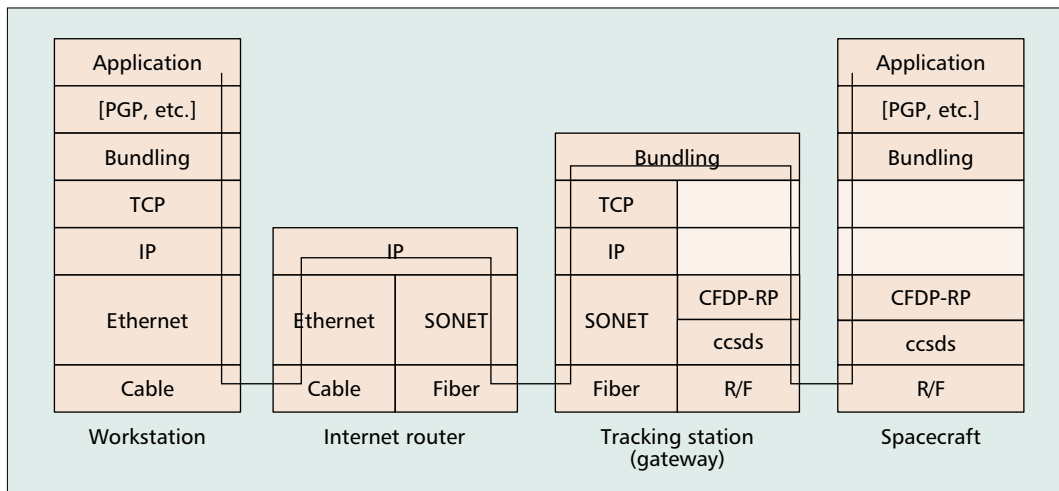 Application
[PGP, etc.]
Bundling
TCP
IP
Ethernet
Cable
Workstation
IP
Ethernet
SONET
Cable
Fiber
Internet router
Bundling
TCP
IP
SONET
CFDP-RP
ccsds
Fiber
R/F
Tracking station
(gateway)
Application
[PGP, etc.]
Bundling
CFDP-RP
ccsds
R/F
Spacecraft